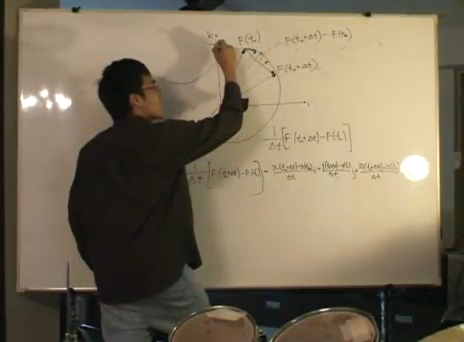 k
F(t₀)
F(t₀+Δt) - F(t₀)
F(t₀+Δt)
i
1/Δt [F(t₀+Δt) - F(t₀)]
1/Δt [F(t₀+Δt) - F(t₀)] = x(t₀+Δt)-x(t₀)/Δt i + y(t₀+Δt)-y(t₀)/Δt j + z(t₀+Δt)-z(t₀)/Δt